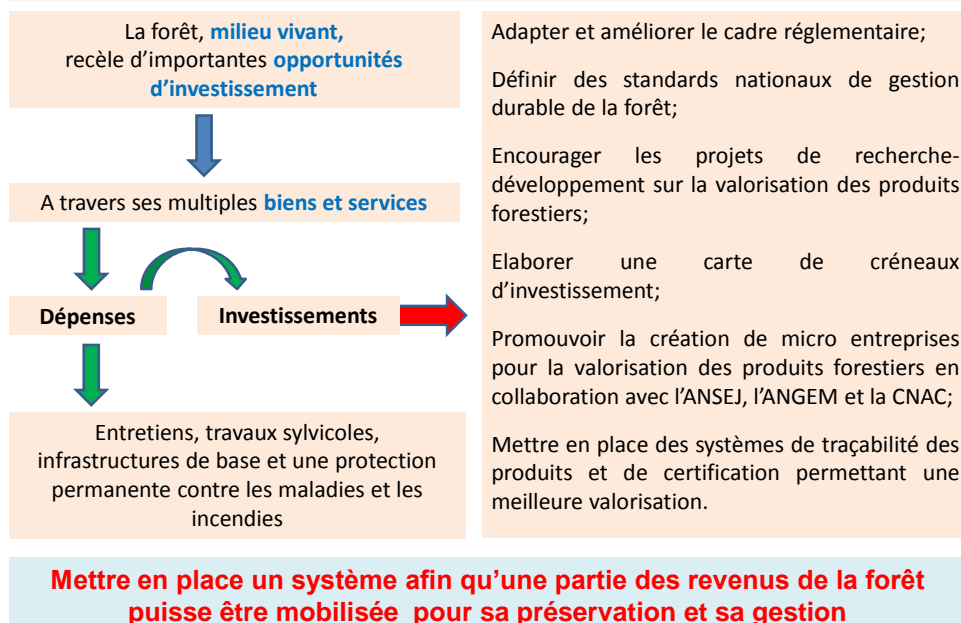 La forêt, milieu vivant,
recèle d'importantes opportunités
d'investissement
A travers ses multiples biens et services
Dépenses
Investissements
Entretiens, travaux sylvicoles,
infrastructures de base et une protection
permanente contre les maladies et les
incendies
Adapter et améliorer le cadre réglementaire;
Définir des standards nationaux de gestion
durable de la forêt;
Encourager les projets de recherche-
développement sur la valorisation des produits
forestiers;
Elaborer une carte de créneaux
d'investissement;
Promouvoir la création de micro entreprises
pour la valorisation des produits forestiers en
collaboration avec l'ANSEJ, l'ANGEM et la CNAC;
Mettre en place des systèmes de traçabilité des
produits et de certification permettant une
meilleure valorisation.
Mettre en place un système afin qu'une partie des revenus de la forêt
puisse être mobilisée pour sa préservation et sa gestion